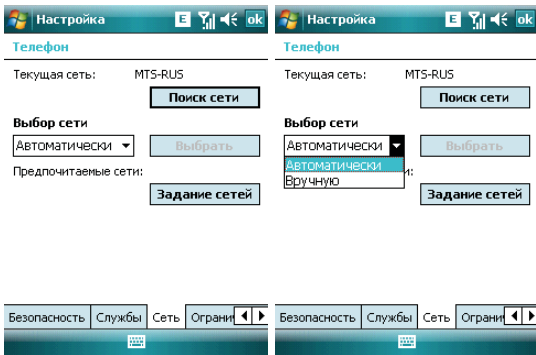 Настройка E ok
Телефон
Текущая сеть: MTS-RUS
Поиск сети
Выбор сети
Автоматически Выбрать
Предпочитаемые сети:
Задание сетей
Безопасность Службы Сеть Ограни
Настройка E ok
Телефон
Текущая сеть: MTS-RUS
Поиск сети
Выбор сети
Автоматически Выбрать
Автоматически
Вручную
Задание сетей
Безопасность Службы Сеть Ограни